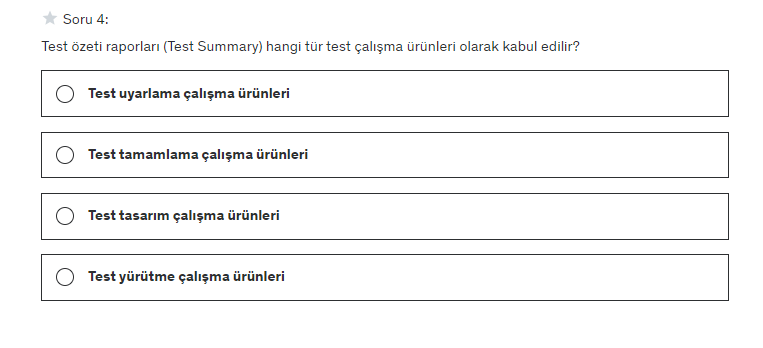 Soru 4:
Test özeti raporları (Test Summary) hangi tür test çalışma ürünleri olarak kabul edilir?
Test uyarlama çalışma ürünleri
Test tamamlama çalışma ürünleri
Test tasarım çalışma ürünleri
Test yürütme çalışma ürünleri